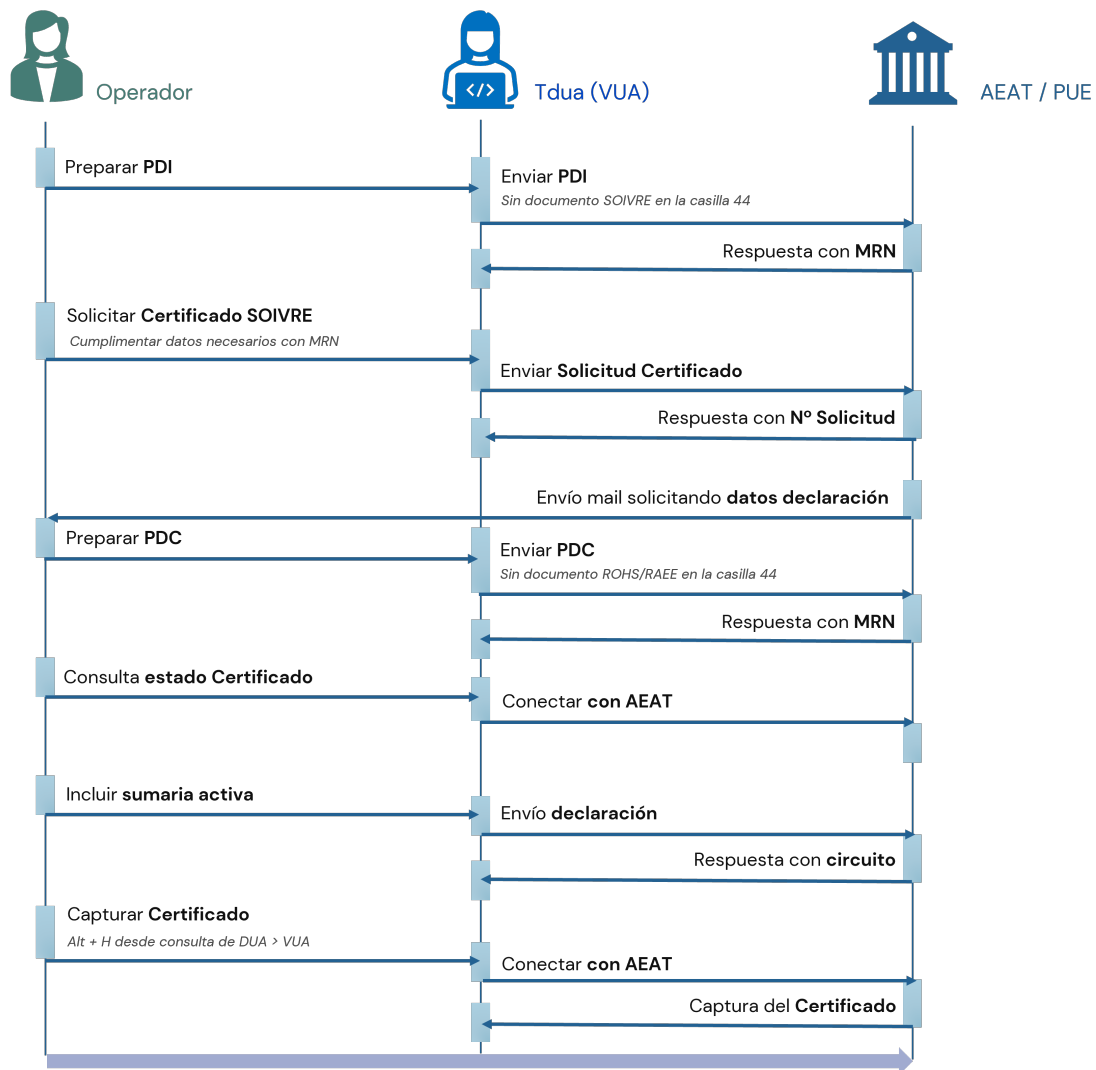 Operador
</>
Tdua (VUA)
AEAT / PUE
Preparar PDI
Enviar PDI
Sin documento SOIVRE en la casilla 44
Respuesta con MRN
Solicitar Certificado SOIVRE
Cumplimentar datos necesarios con MRN
Enviar Solicitud Certificado
Respuesta con Nº Solicitud
Envío mail solicitando datos declaración
Preparar PDC
Enviar PDC
Sin documento ROHS/RAEE en la casilla 44
Respuesta con MRN
Consulta estado Certificado
Conectar con AEAT
Incluir sumaria activa
Envío declaración
Respuesta con circuito
Capturar Certificado
Alt + H desde consulta de DUA > VUA
Conectar con AEAT
Captura del Certificado